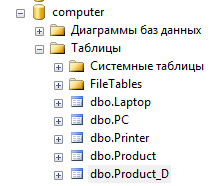 computer
Диаграммы баз данных
Таблицы
Системные таблицы
FileTables
dbo.Laptop
dbo.PC
dbo.Printer
dbo.Product
dbo.Product_D